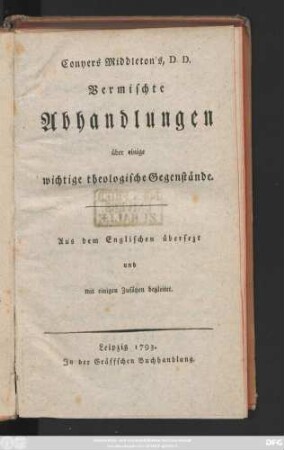 Conyers Middleton's, D. D.
Vermischte
Abhandlungen
über einige
wichtige theologische Gegenstände.
Aus dem Englischen übersezt
und
mit einigen Zusätzen begleitet.
Leipzig 1793.
In der Gräffschen Buchhandlung.